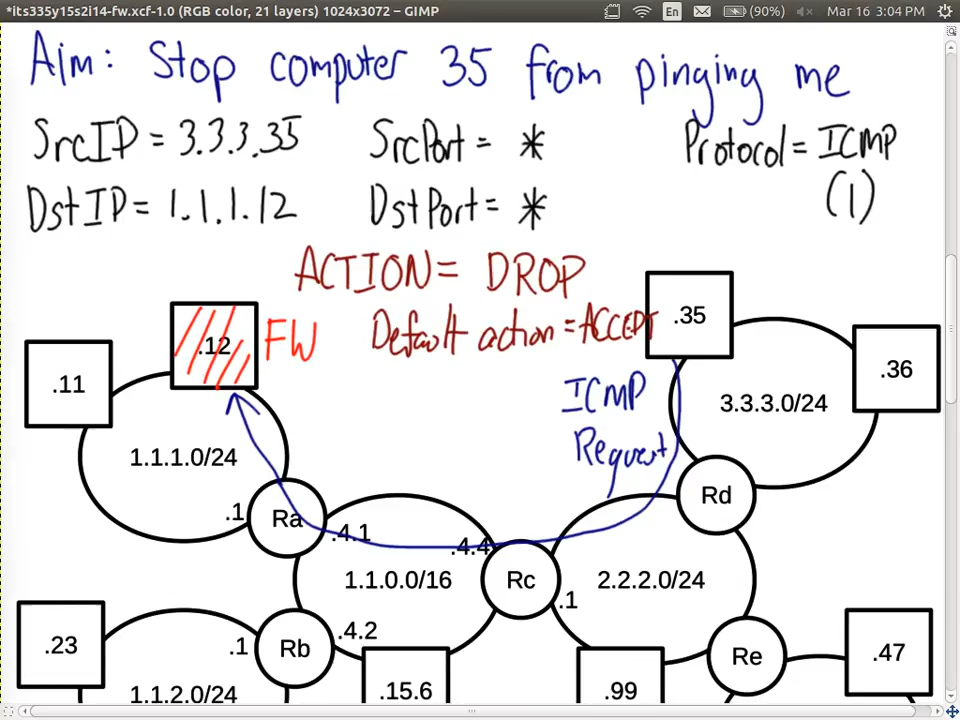 *its335y15s2i14-fw.xcf-1.0 (RGB color, 21 layers) 1024x3072 – GIMP
En (90%) Mar 16 3:04 PM
Aim: Stop computer 35 from pinging me
SrcIP = 3.3.3.35 SrcPort = * Protocol = ICMP
(1)
DstIP = 1.1.1.12 DstPort = *
ACTION = DROP
Default action = ACCEPT
.12 FW
.35
.11
.36
ICMP
Request
3.3.3.0/24
1.1.1.0/24
Rd
.1 Ra .4.1
.4.4
1.1.0.0/16 Rc 2.2.2.0/24
.1
.23 .1 Rb .4.2
Re .47
1.1.2.0/24 .15.6 .99